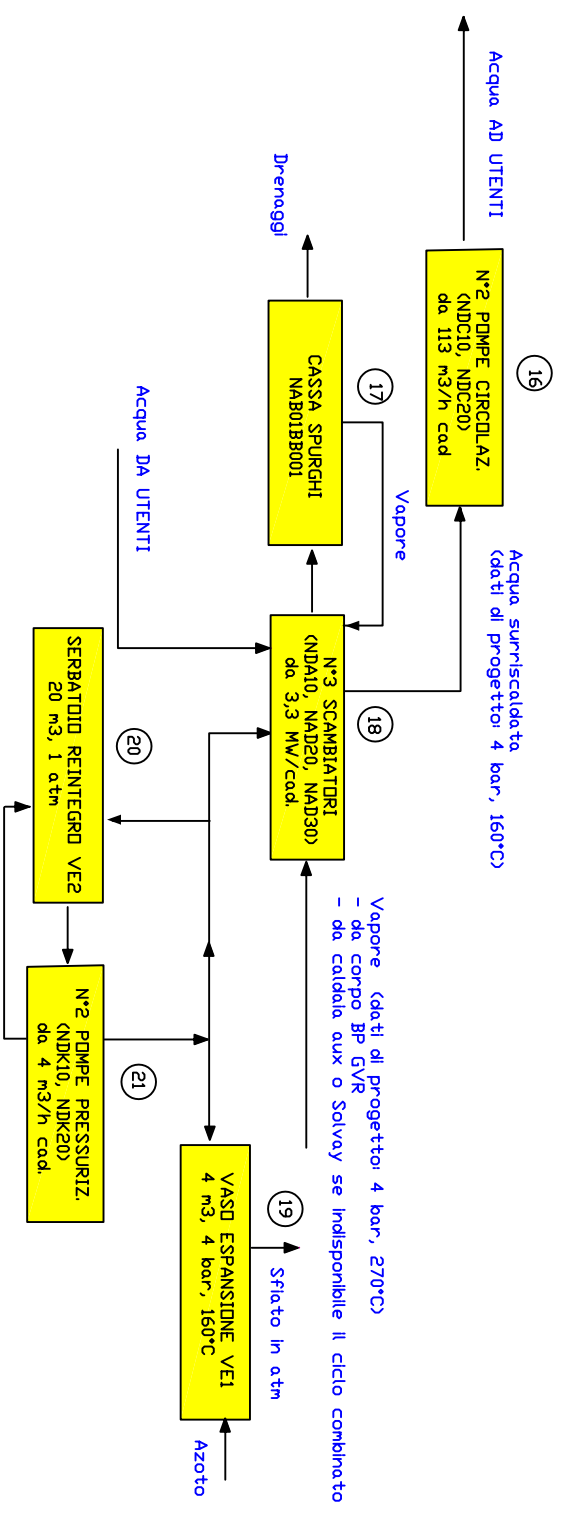 Acqua AD UTENTI
N°2 POMPE CIRCOLAZ.
(NDC10, NDC20)
da 113 m3/h cad
16
Acqua surriscaldata
(dati di progetto: 4 bar, 160°C)
Drenaggi
CASSA SPURGHI
NAB01BB001
17
Vapore
N°3 SCAMBIATORI
(NDA10, NAD20, NAD30)
da 3,3 MW/cad.
18
Vapore (dati di progetto: 4 bar, 270°C)
- da corpo BP GVR
- da caldaia aux o Solvay se indisponibile il ciclo combinato
Acqua DA UTENTI
19
Sfiato in atm
VASO ESPANSIONE VE1
4 m3, 4 bar, 160°C
Azoto
20
SERBATOIO REINTEGRO VE2
20 m3, 1 atm
21
N°2 POMPE PRESSURIZ.
(NDK10, NDK20)
da 4 m3/h cad.